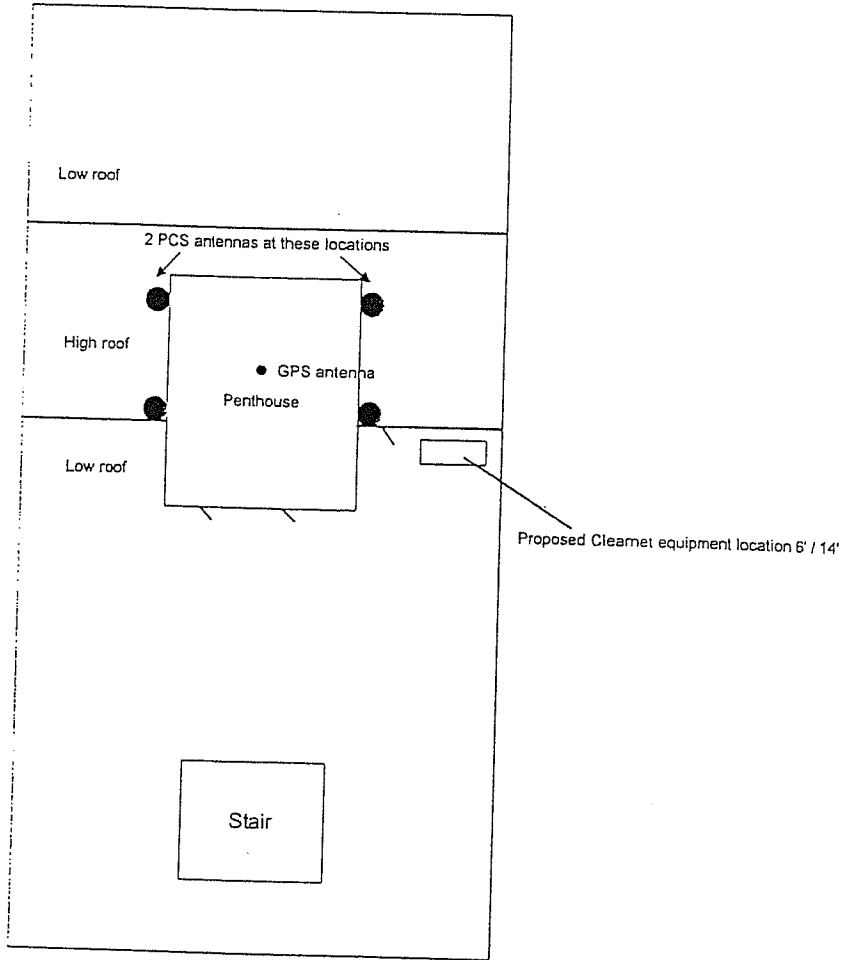 Low roof
2 PCS antennas at these locations
High roof
GPS antenna
Penthouse
Low roof
Proposed Clearnet equipment location 6' / 14'
Stair